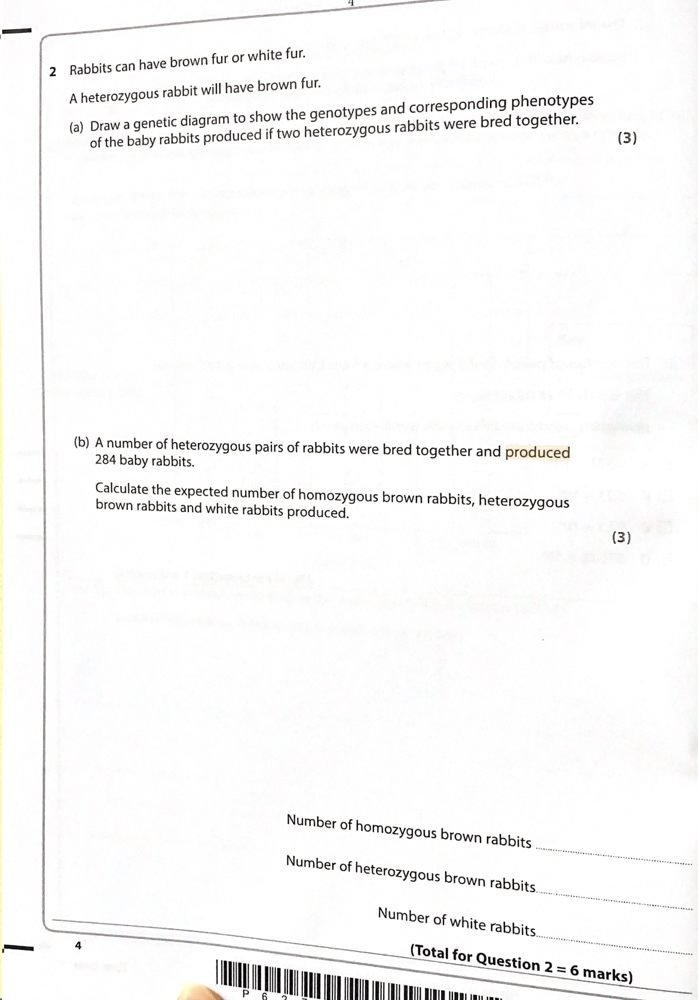 4
2 Rabbits can have brown fur or white fur.
A heterozygous rabbit will have brown fur.
(a) Draw a genetic diagram to show the genotypes and corresponding phenotypes
of the baby rabbits produced if two heterozygous rabbits were bred together.
(3)
(b) A number of heterozygous pairs of rabbits were bred together and produced
284 baby rabbits.
Calculate the expected number of homozygous brown rabbits, heterozygous
brown rabbits and white rabbits produced.
(3)
Number of homozygous brown rabbits
Number of heterozygous brown rabbits
Number of white rabbits
(Total for Question 2 = 6 marks)
4
P 6 2